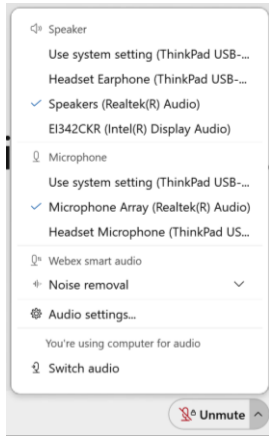 Speaker
Use system setting (ThinkPad USB-...
Headset Earphone (ThinkPad USB-...
Speakers (Realtek(R) Audio)
EI342CKR (Intel(R) Display Audio)
Microphone
Use system setting (ThinkPad USB-...
Microphone Array (Realtek(R) Audio)
Headset Microphone (ThinkPad US...
Webex smart audio
Noise removal
Audio settings...
You're using computer for audio
Switch audio
Unmute